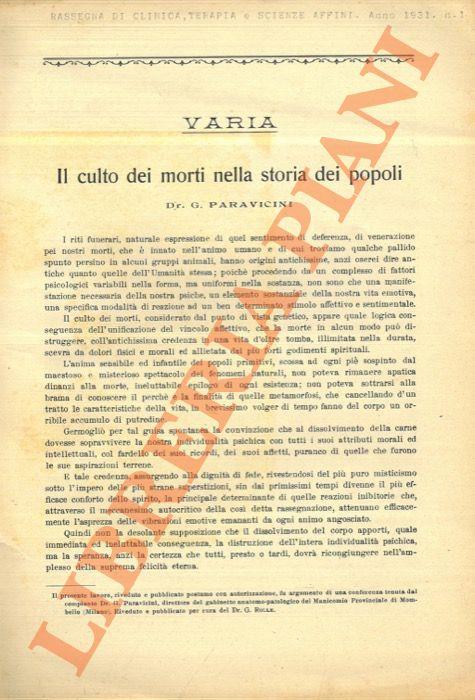 RASSEGNA DI CLINICA, TERAPIA e SCIENZE AFFINI. Anno 1931. n.1
VARIA
Il culto dei morti nella storia dei popoli
DR. G. PARAVICINI
I riti funerari, naturale espressione di quel sentimento di deferenza, di venerazione
pei nostri morti, che è innato nell'animo umano e di cui troviamo qualche pallido
spunto persino in alcuni gruppi animali, hanno origini antichissime, anzi oserei dire an-
tiche quanto quelle dell'Umanità stessa; poichè procedendo da un complesso di fattori
psicologici variabili nella forma, ma uniformi nella sostanza, non sono che una manife-
stazione necessaria della nostra psiche, un elemento sostanziale della nostra vita emotiva,
una specifica modalità di reazione ad un ben determinato stimolo affettivo e sentimentale.
Il culto dei morti, considerato dal punto di vista genetico, appare quale logica con-
seguenza dell'unificazione del vincolo affettivo, che la morte in alcun modo può di-
struggere, coll'antichissima credenza in una vita d'oltre tomba, illimitata nella durata,
scevra da dolori fisici e morali ed allietata dai più forti godimenti spirituali.
L'anima sensibile ed infantile dei popoli primitivi, scossa ad ogni piè sospinto dal
maestoso e misterioso spettacolo dei fenomeni naturali, non poteva rimanere apatica
dinanzi alla morte, ineluttabile epilogo di ogni esistenza; non poteva sottrarsi alla
brama di conoscere il perchè e la finalità di quelle metamorfosi, che cancellando d'un
tratto le caratteristiche della vita, in brevissimo volger di tempo fanno del corpo un or-
ribile accumulo di putredine.
Germogliò per tal guisa spontanea la convinzione che al dissolvimento della carne
dovesse sopravvivere la nostra individualità psichica con tutti i suoi attributi morali ed
intellettuali, col fardello dei suoi ricordi, dei suoi affetti, puranco di quelle che furono
le sue aspirazioni terrene.
E tale credenza, assurgendo alla dignità di fede, rivestendosi del più puro misticismo
sotto l'impero delle più strane superstizioni, sin dai primissimi tempi divenne il più ef-
ficace conforto dello spirito, la principale determinante di quelle reazioni inibitorie che,
attraverso il meccanesimo autocritico della così detta rassegnazione, attenuano efficace-
mente l'asprezza delle vibrazioni emotive emananti da ogni animo angosciato.
Quindi non la desolante supposizione che il dissolvimento del corpo apporti, quale
immediata ed ineluttabile conseguenza, la distruzione dell'intera individualità psichica,
ma la speranza, anzi la certezza che tutti, presto o tardi, dovrà ricongiungere nell'am-
plesso della suprema felicità eterna.
Il presente lavoro, riveduto e pubblicato postumo con autorizzazione, fu argomento di una conferenza tenuta dal
compianto Dr. G. Paravicini, direttore del gabinetto anatomo-patologico del Manicomio Provinciale di Mom-
bello (Milano). Riveduto e pubblicato per cura del Dr. G. ROLLE.
LIBRERIA PIANI